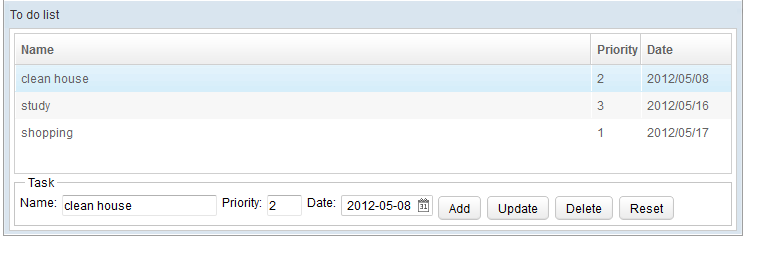 To do list
Name Priority Date
clean house 2 2012/05/08
study 3 2012/05/16
shopping 1 2012/05/17
Task
Name: clean house Priority: 2 Date: 2012-05-08 31 Add Update Delete Reset